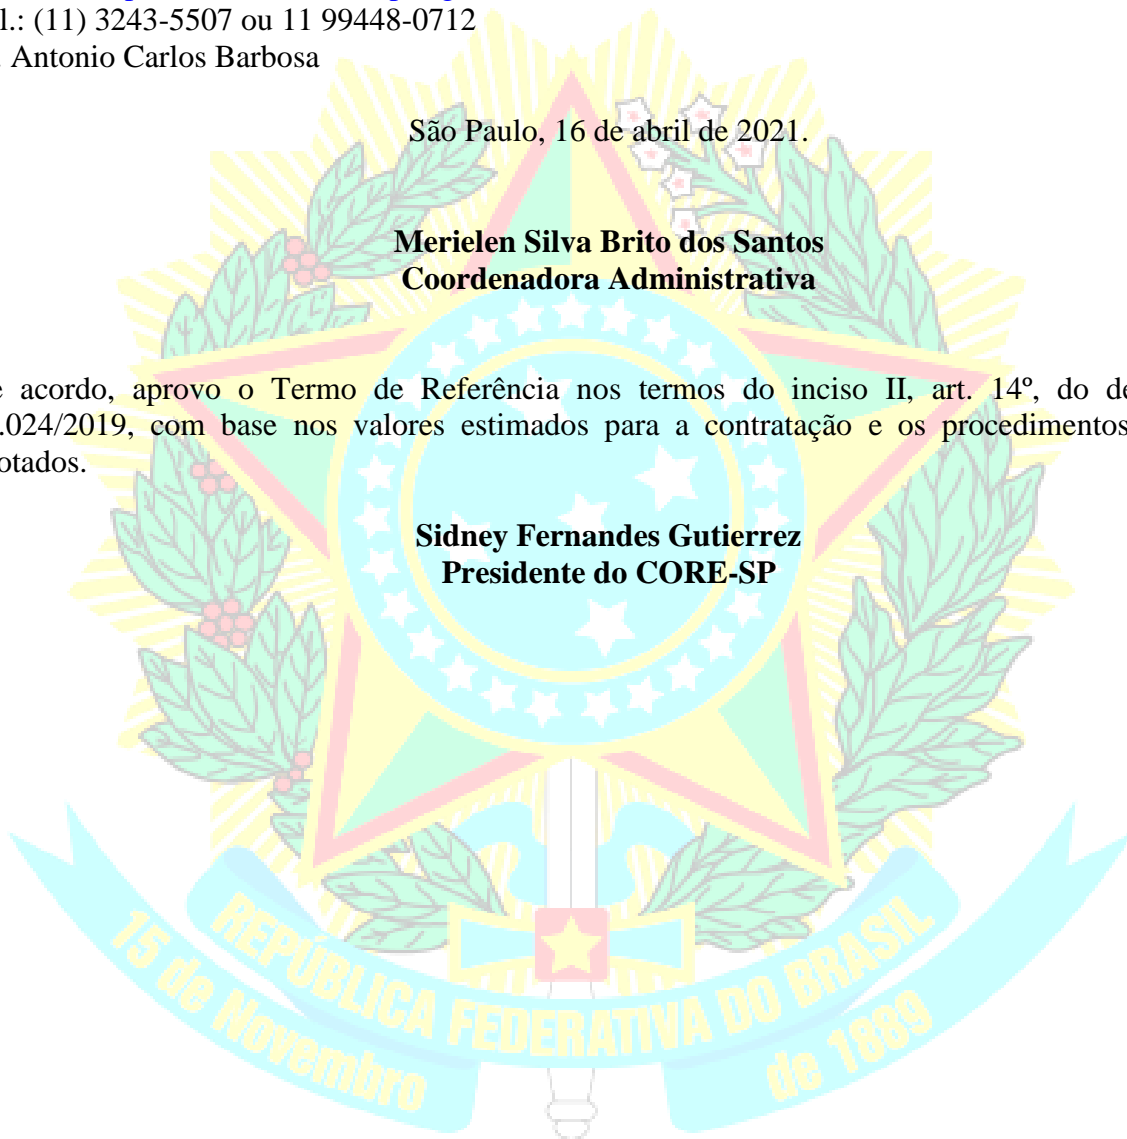 l.: (11) 3243-5507 ou 11 99448-0712
. Antonio Carlos Barbosa
São Paulo, 16 de abril de 2021.
Merielen Silva Brito dos Santos
Coordenadora Administrativa
e acordo, aprovo o Termo de Referência nos termos do inciso II, art. 14º, do de
.024/2019, com base nos valores estimados para a contratação e os procedimentos
otados.
Sidney Fernandes Gutierrez
Presidente do CORE-SP
REPÚBLICA FEDERATIVA DO BRASIL
15 de Novembro de 1889